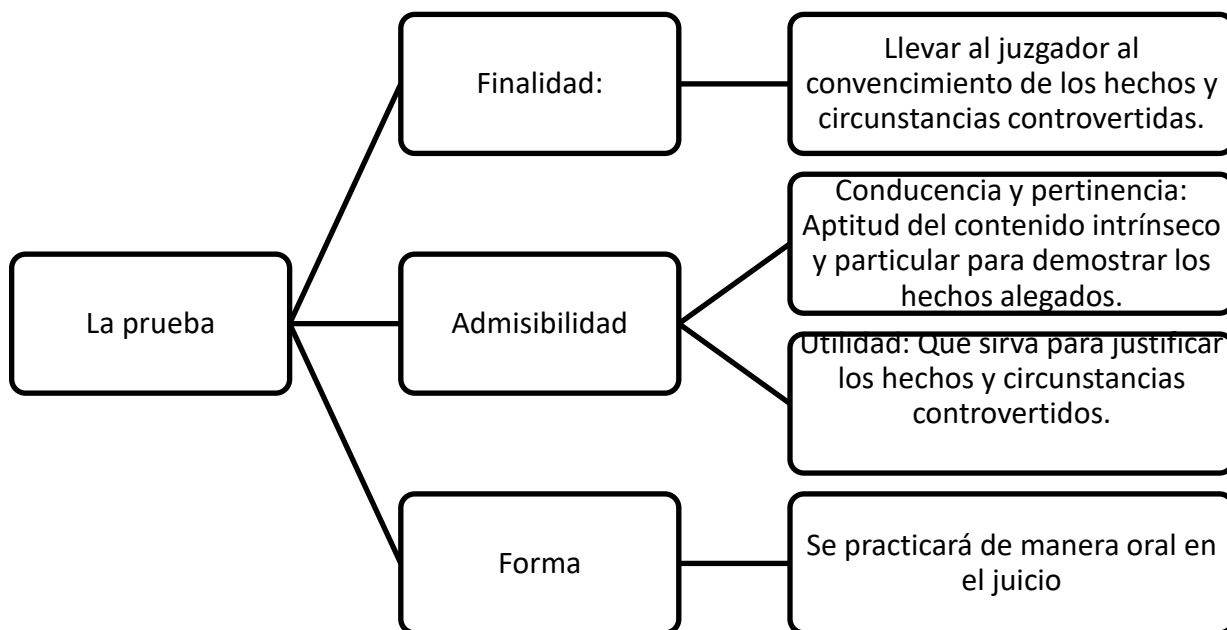 La prueba
Finalidad:
Llevar al juzgador al
convencimiento de los hechos y
circunstancias controvertidas.
Admisibilidad
Conducencia y pertinencia:
Aptitud del contenido intrínseco
y particular para demostrar los
hechos alegados.
Utilidad: Que sirva para justificar
los hechos y circunstancias
controvertidos.
Forma
Se practicará de manera oral en
el juicio